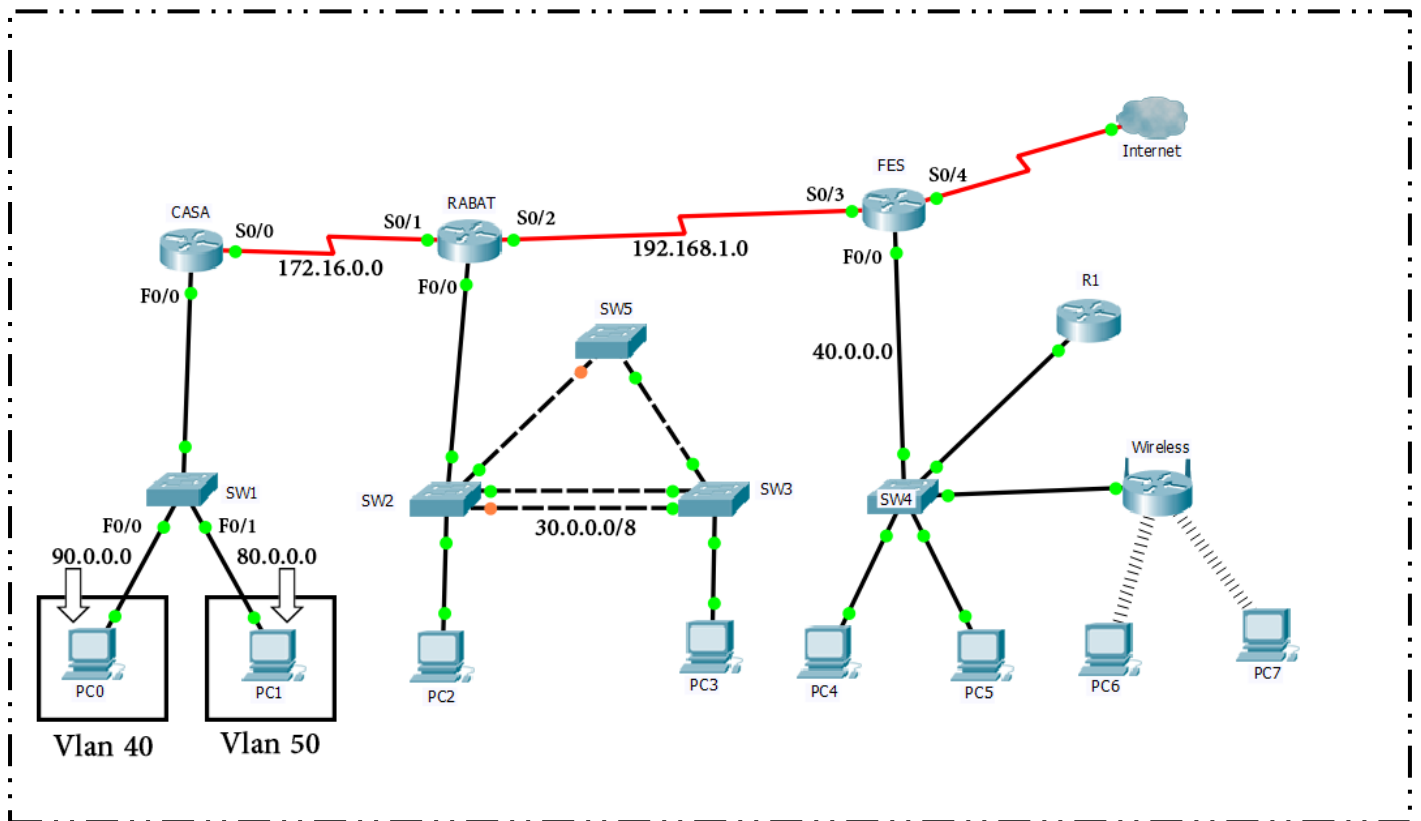 Internet
FES
S0/4
S0/3
CASA
RABAT
S0/0
S0/1
S0/2
172.16.0.0
192.168.1.0
F0/0
F0/0
F0/0
R1
SW5
40.0.0.0
Wireless
SW1
SW2
SW3
SW4
30.0.0.0/8
F0/0
F0/1
90.0.0.0
80.0.0.0
PC0
PC1
PC2
PC3
PC4
PC5
PC6
PC7
Vlan 40
Vlan 50